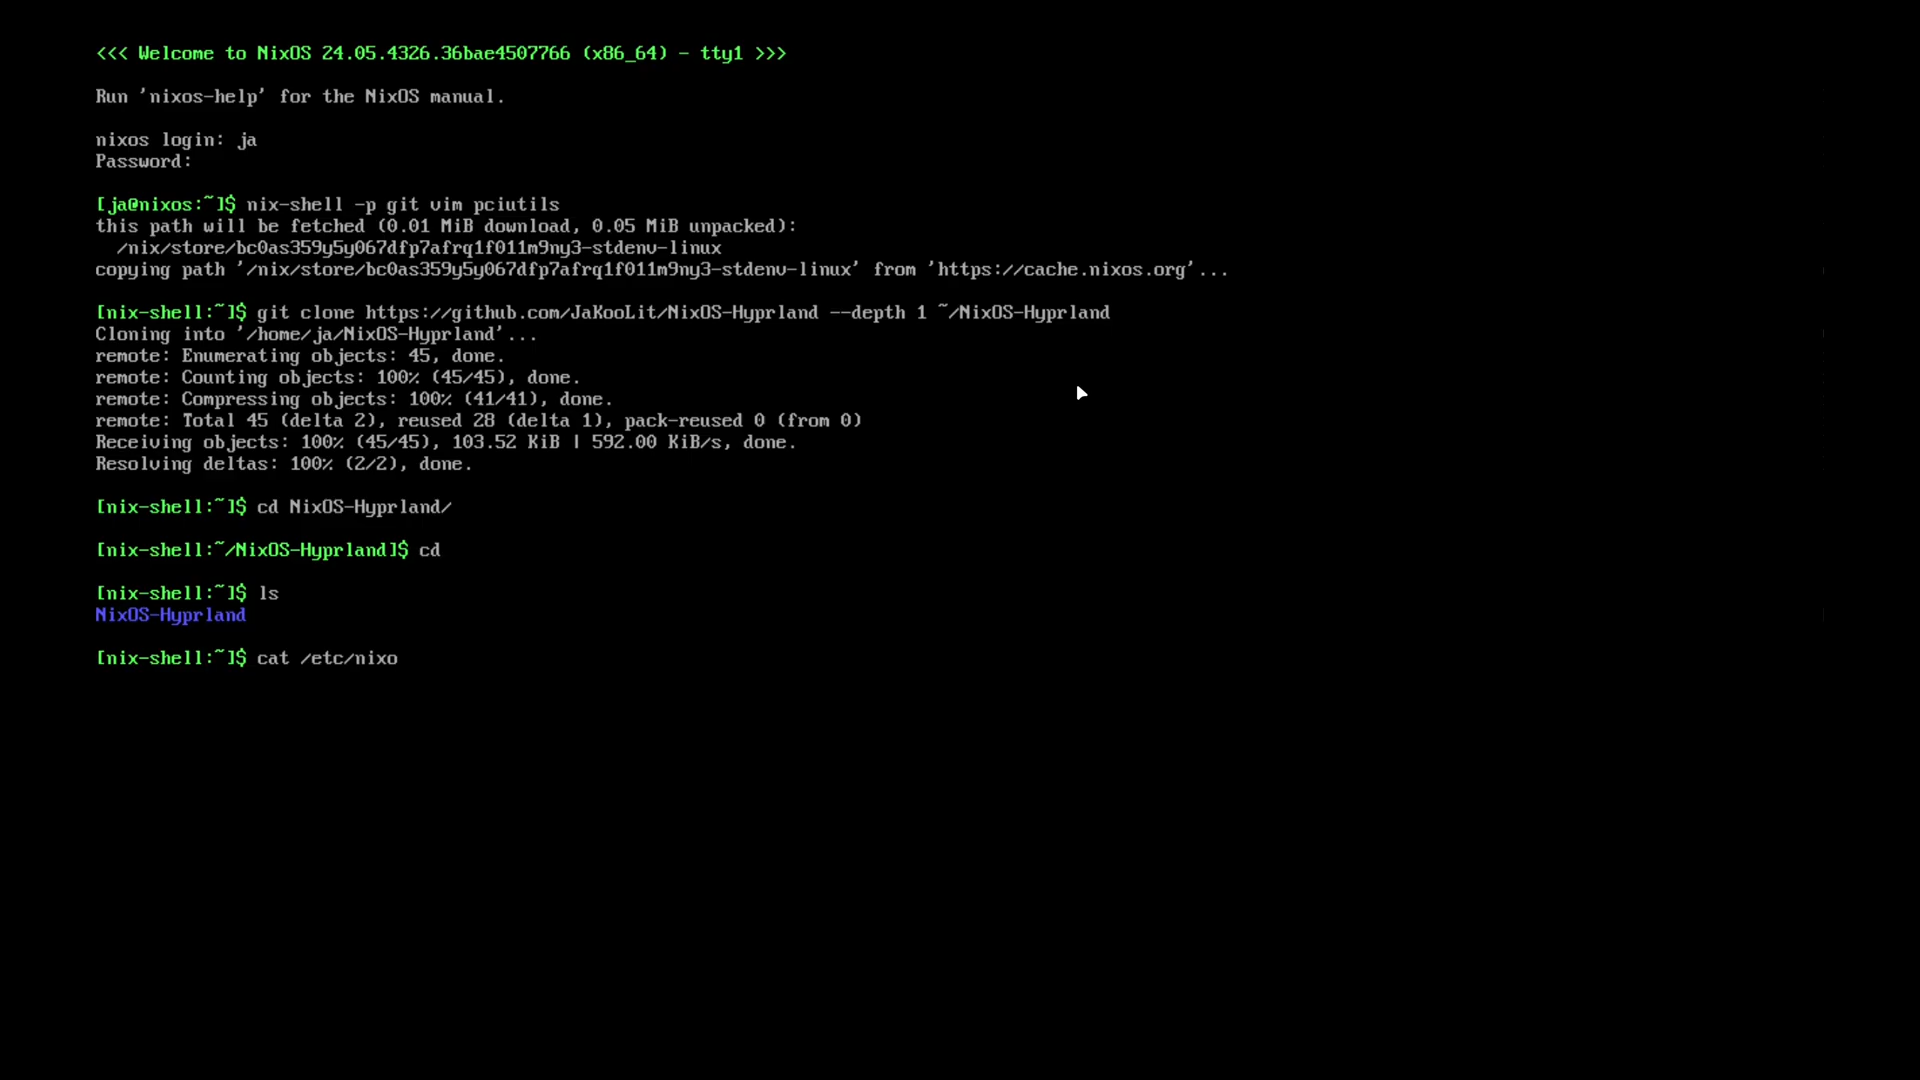 <<< Welcome to NixOS 24.05.4326.36bae4507766 (x86_64) - tty1 >>>
Run 'nixos-help' for the NixOS manual.
nixos login: ja
Password:
[ja@nixos:~]$ nix-shell -p git vim pciutils
this path will be fetched (0.01 MiB download, 0.05 MiB unpacked):
/nix/store/bc0as359y5y067dfp7afrq1f011m9ny3-stdenv-linux
copying path '/nix/store/bc0as359y5y067dfp7afrq1f011m9ny3-stdenv-linux' from 'https://cache.nixos.org'...
[nix-shell:~]$ git clone https://github.com/JaKooLit/NixOS-Hyprland --depth 1 ~/NixOS-Hyprland
Cloning into '/home/ja/NixOS-Hyprland'...
remote: Enumerating objects: 45, done.
remote: Counting objects: 100% (45/45), done.
remote: Compressing objects: 100% (41/41), done.
remote: Total 45 (delta 2), reused 28 (delta 1), pack-reused 0 (from 0)
Receiving objects: 100% (45/45), 103.52 KiB | 592.00 KiB/s, done.
Resolving deltas: 100% (2/2), done.
[nix-shell:~]$ cd NixOS-Hyprland/
[nix-shell:~/NixOS-Hyprland]$ cd
[nix-shell:~]$ ls
NixOS-Hyprland
[nix-shell:~]$ cat /etc/nixo